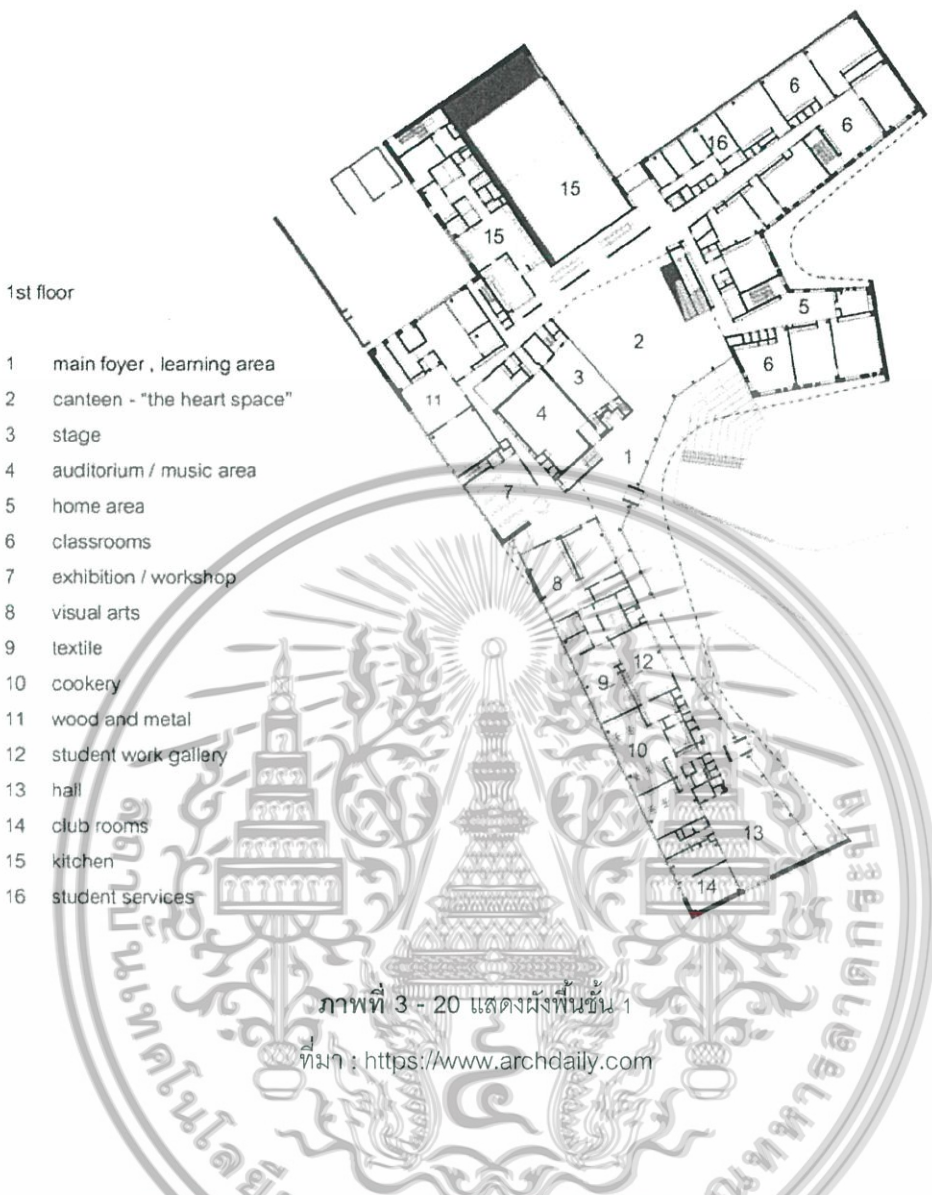 1st floor
1 main foyer , learning area
2 canteen - "the heart space"
3 stage
4 auditorium / music area
5 home area
6 classrooms
7 exhibition / workshop
8 visual arts
9 textile
10 cookery
11 wood and metal
12 student work gallery
13 hall
14 club rooms
15 kitchen
16 student services
6
16
6
15
15
5
2
6
3
11
4
1
7
8
12
9
10
13
14
ภาพที่ 3 - 20 แสดงผังพื้นชั้น 1
ที่มา : https://www.archdaily.com